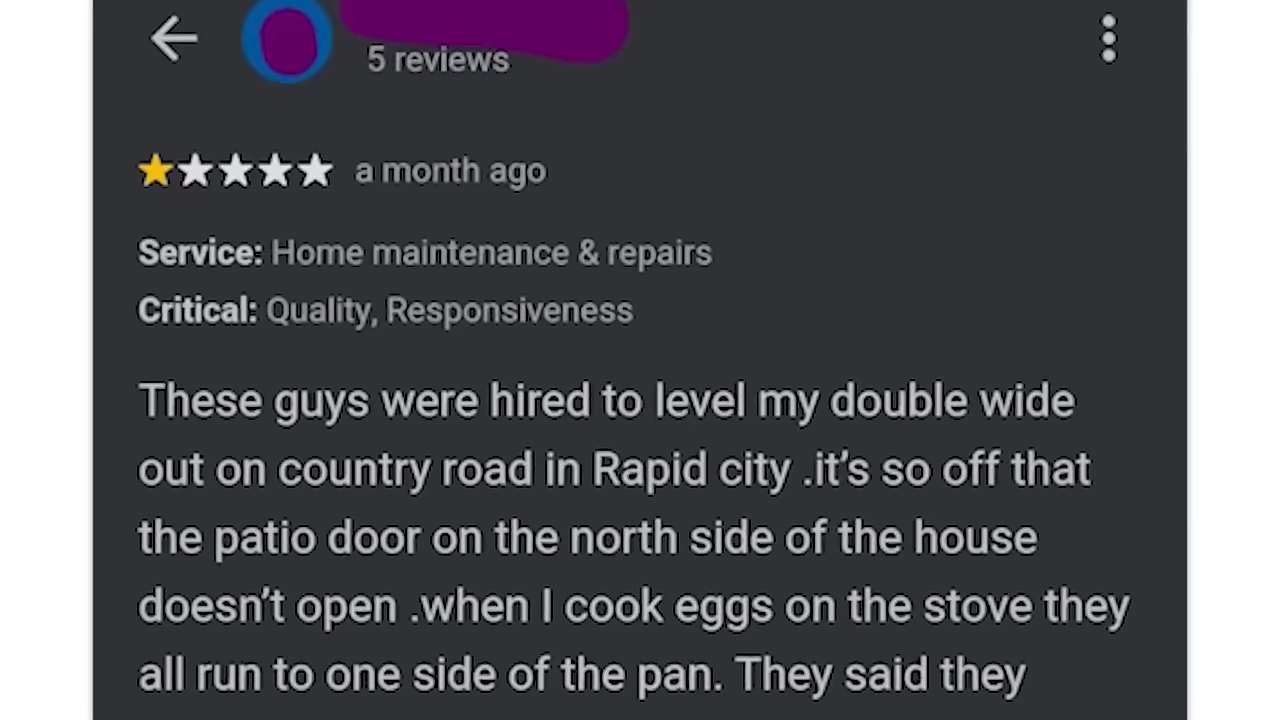 5 reviews
a month ago
Service: Home maintenance & repairs
Critical: Quality, Responsiveness
These guys were hired to level my double wide
out on country road in Rapid city .it’s so off that
the patio door on the north side of the house
doesn’t open .when I cook eggs on the stove they
all run to one side of the pan. They said they